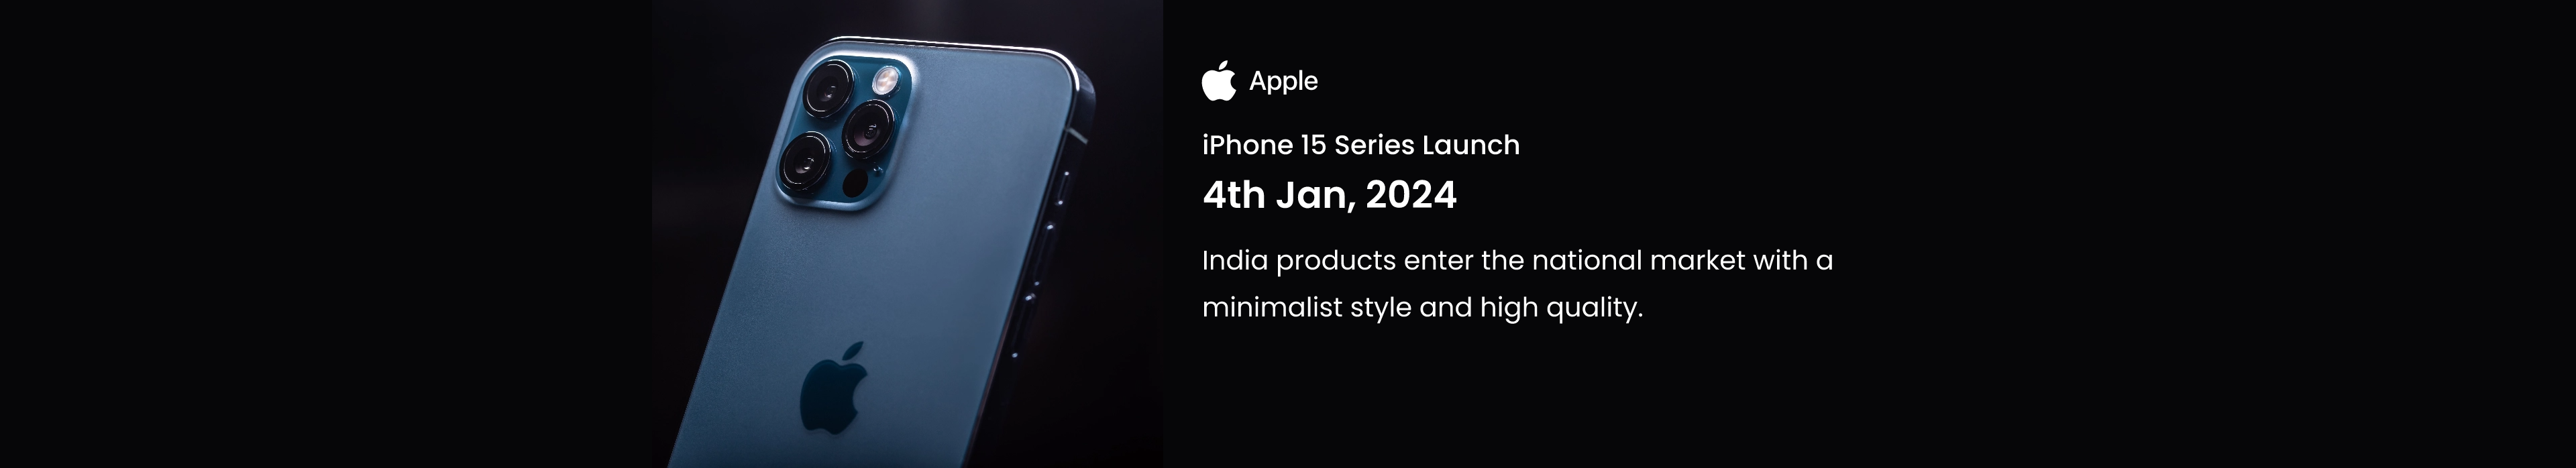 Apple
iPhone 15 Series Launch
4th Jan, 2024
India products enter the national market with a
minimalist style and high quality.